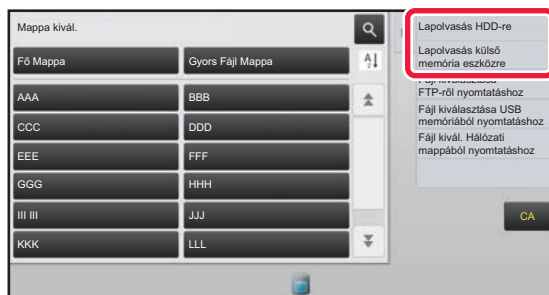 Mappa kivál.
Fő Mappa
Gyors Fájl Mappa
AAA
BBB
CCC
DDD
EEE
FFF
GGG
HHH
III III
JJJ
KKK
LLL
Lapolvasás HDD-re
Lapolvasás külső
memória eszközre
Fájl kiválasztása
FTP-ről nyomtatáshoz
Fájl kiválasztása USB
memóriából nyomtatáshoz
Fájl kivál. Hálózati
mappából nyomtatáshoz
CA